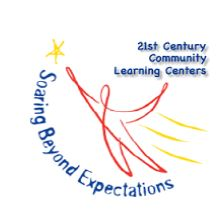 21st Century
Community
Learning Centers
Soaring Beyond Expectations